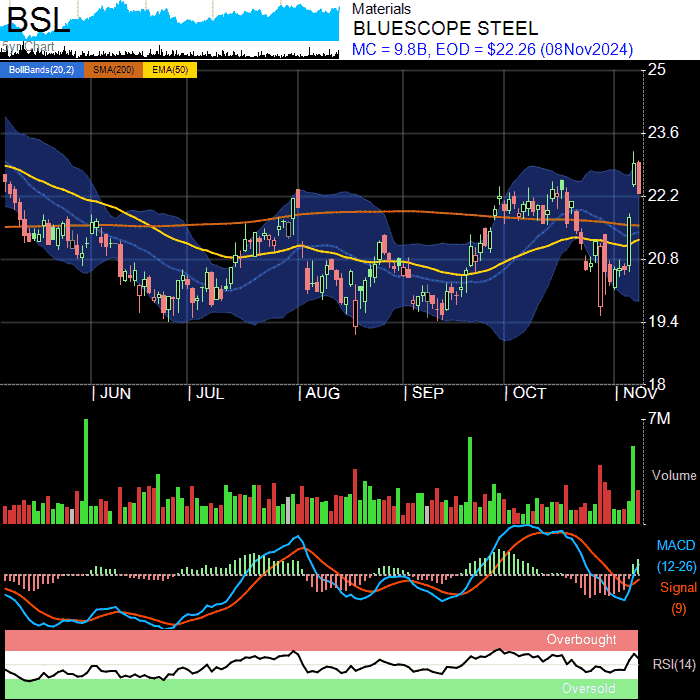 BSL
Materials
BLUESCOPE STEEL
MC = 9.8B, EOD = $22.26 (08Nov2024)
BollBands(20,2) SMA(200) EMA(50)
25
23.6
22.2
20.8
19.4
18
JUN JUL AUG SEP OCT NOV
7M
Volume
MACD
(12-26)
Signal
(9)
Overbought
RSI(14)
Oversold